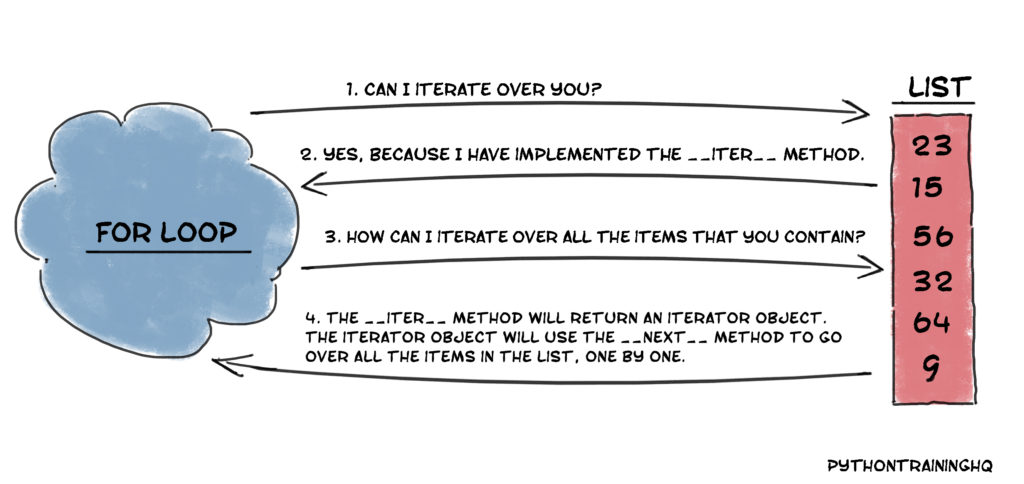 1. CAN I ITERATE OVER YOU?
LIST
2. YES, BECAUSE I HAVE IMPLEMENTED THE __ITER__ METHOD.
23
15
FOR LOOP
3. HOW CAN I ITERATE OVER ALL THE ITEMS THAT YOU CONTAIN?
56
32
4. THE __ITER__ METHOD WILL RETURN AN ITERATOR OBJECT.
THE ITERATOR OBJECT WILL USE THE __NEXT__ METHOD TO GO
OVER ALL THE ITEMS IN THE LIST, ONE BY ONE.
64
9
PYTHONTRAININGHQ